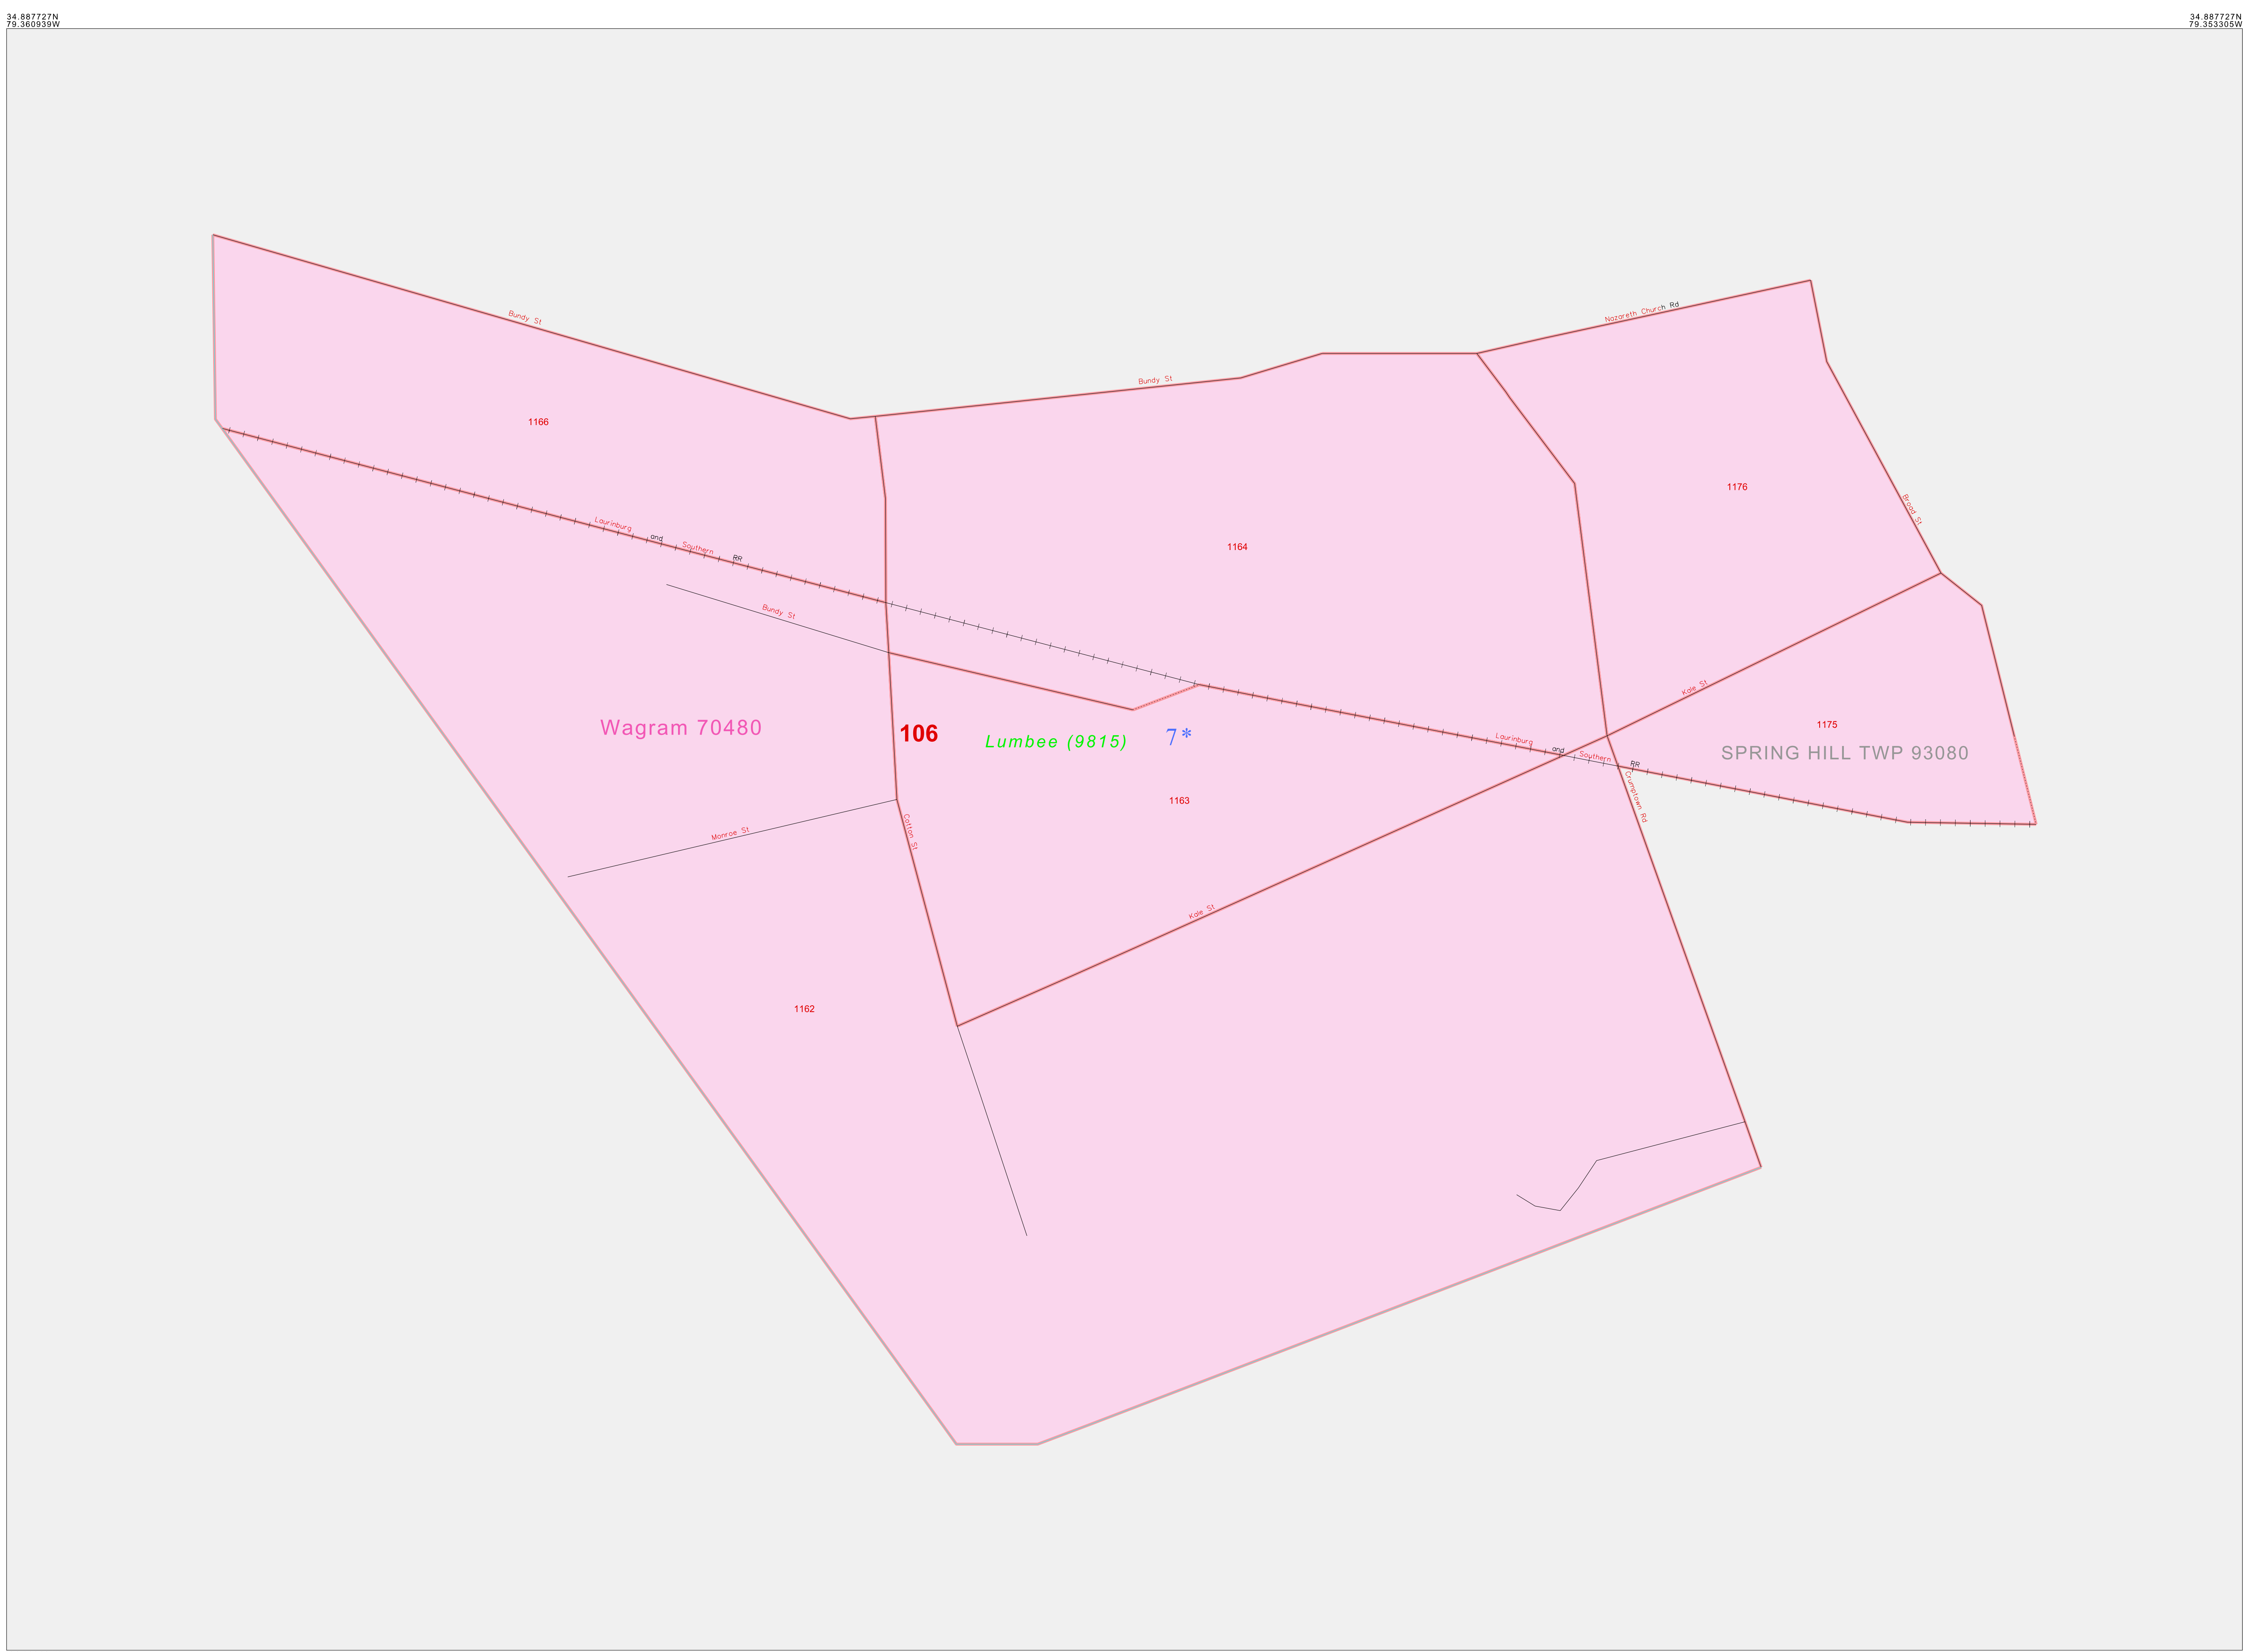 34.887727N
79.360939W
34.887727N
79.353305W
Bundy St
Nazareth Church Rd
Bundy St
1166
1176
Broad St
Laurinburg and Southern RR
1164
Bundy St
Kale St
Wagram 70480
106
Lumbee (9815)
7*
1175
Laurinburg and Southern RR
SPRING HILL TWP 93080
Crumptown Rd
1163
Monroe St
Cotton St
Kale St
1162